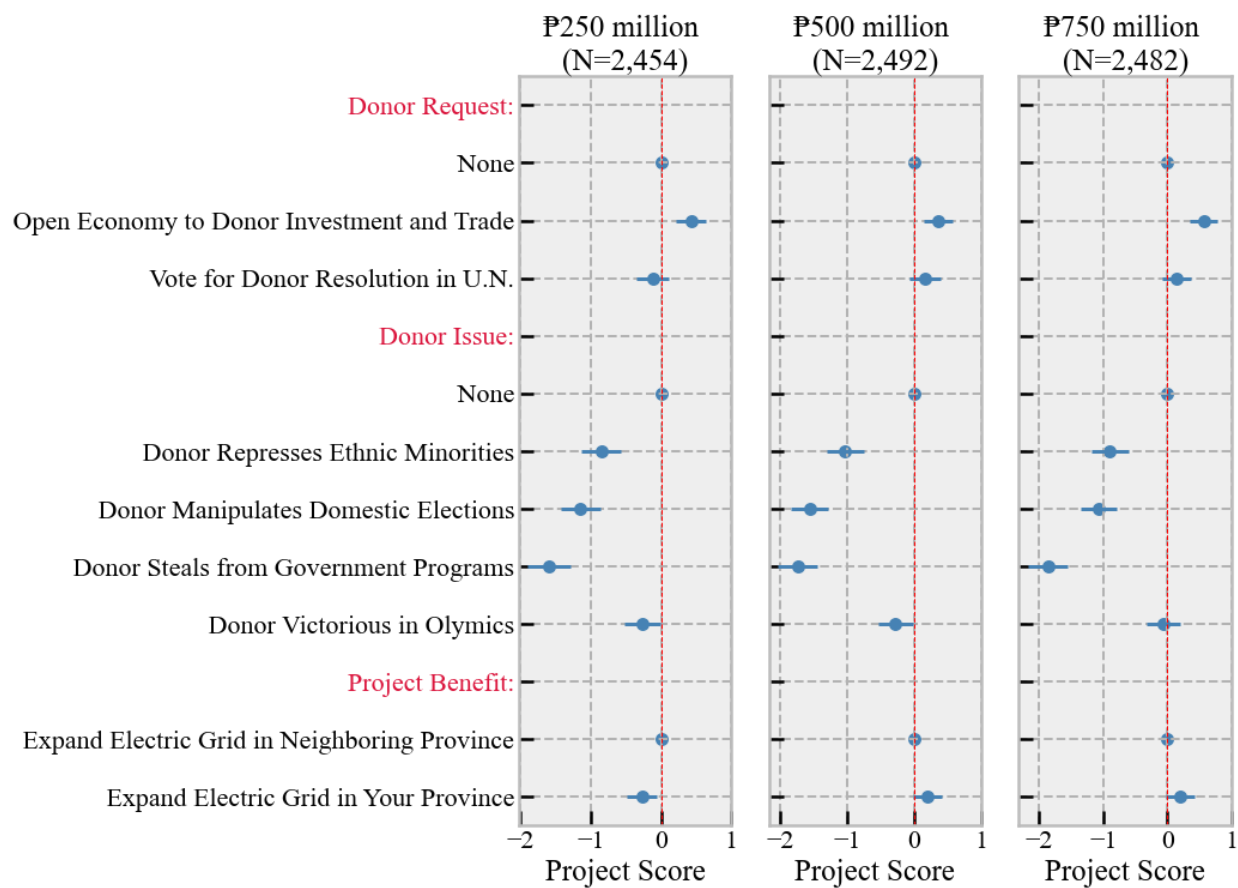 ₱250 million
(N=2,454)
₱500 million
(N=2,492)
₱750 million
(N=2,482)
Donor Request:
None
Open Economy to Donor Investment and Trade
Vote for Donor Resolution in U.N.
Donor Issue:
None
Donor Represses Ethnic Minorities
Donor Manipulates Domestic Elections
Donor Steals from Government Programs
Donor Victorious in Olymics
Project Benefit:
Expand Electric Grid in Neighboring Province
Expand Electric Grid in Your Province
−2 −1 0 1
−2 −1 0 1
−2 −1 0 1
Project Score
Project Score
Project Score